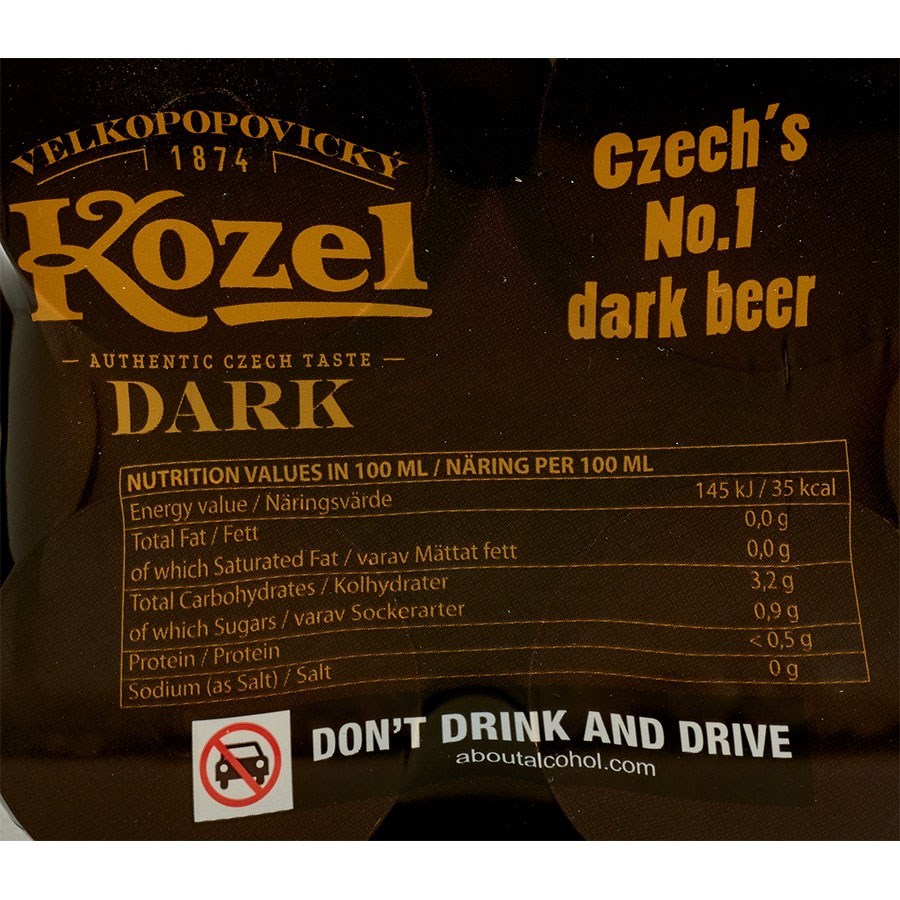 VELKOPOPOVICKÝ
1874
Kozel
— AUTHENTIC CZECH TASTE —
DARK
Czech's
No.1
dark beer
NUTRITION VALUES IN 100 ML / NÄRING PER 100 ML
Energy value / Näringsvärde 145 kJ / 35 kcal
Total Fat / Fett 0,0 g
of which Saturated Fat / varav Mättat fett 0,0 g
Total Carbohydrates / Kolhydrater 3,2 g
of which Sugars / varav Sockerarter 0,9 g
Protein / Protein < 0,5 g
Sodium (as Salt) / Salt 0 g
DON'T DRINK AND DRIVE
aboutalcohol.com